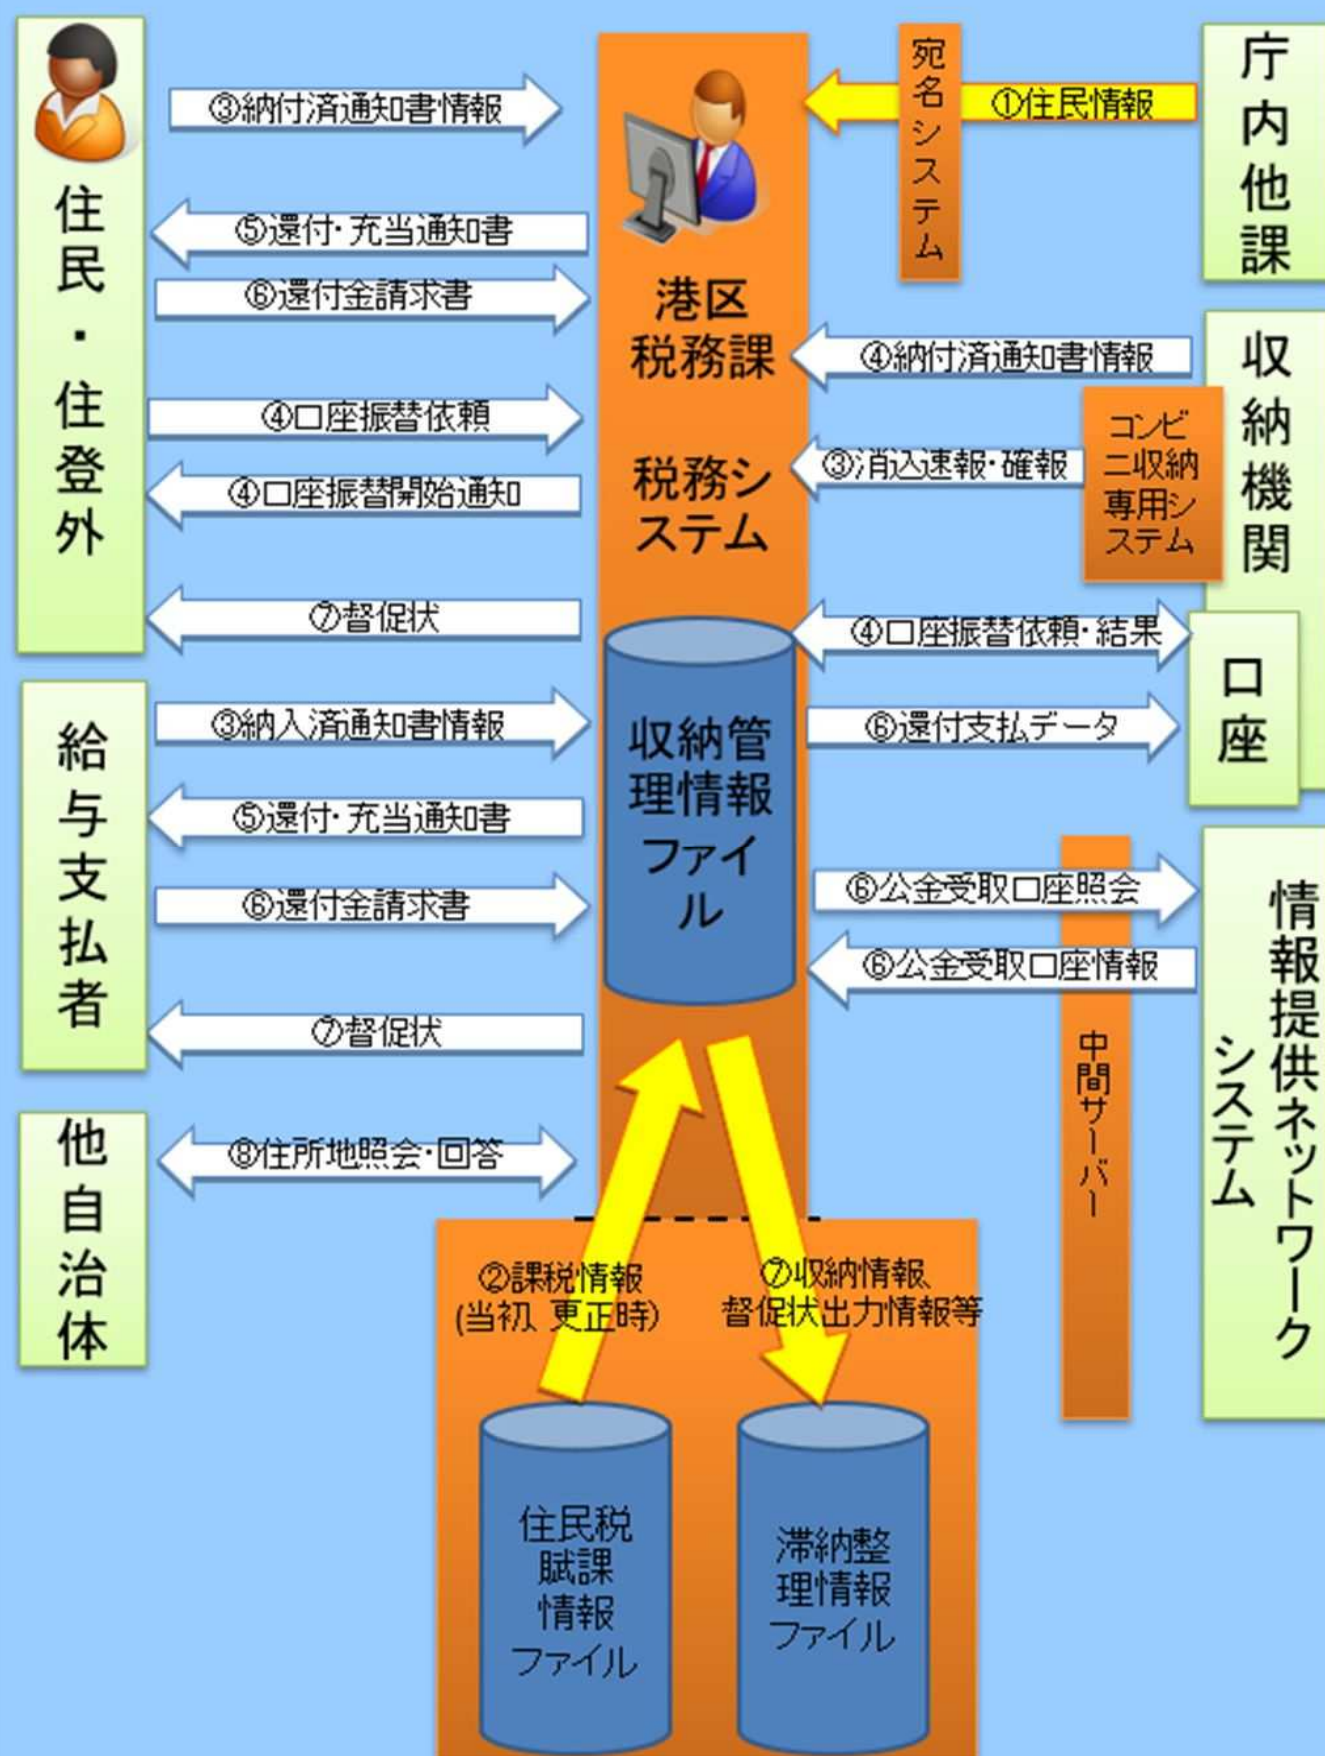 住民・住登外
③納付済通知書情報
⑤還付・充当通知書
⑥還付金請求書
④口座振替依頼
④口座振替開始通知
⑦督促状
給与支払者
③納入済通知書情報
⑤還付・充当通知書
⑥還付金請求書
⑦督促状
他自治体
⑧住所地照会・回答
港区
税務課
税務シ
ステム
収納管
理情報
ファイ
ル
宛名システム
①住民情報
庁内他課
④納付済通知書情報
収納機関
③消込速報・確報
コンビ
ニ収納
専用シ
ステム
④口座振替依頼・結果
⑥還付支払データ
口座
⑥公金受取口座照会
⑥公金受取口座情報
中間サーバー
情報提供ネットワーク
システム
②課税情報
(当初、更正時)
⑦収納情報、
督促状出力情報等
住民税
賦課
情報
ファイル
滞納整
理情報
ファイル